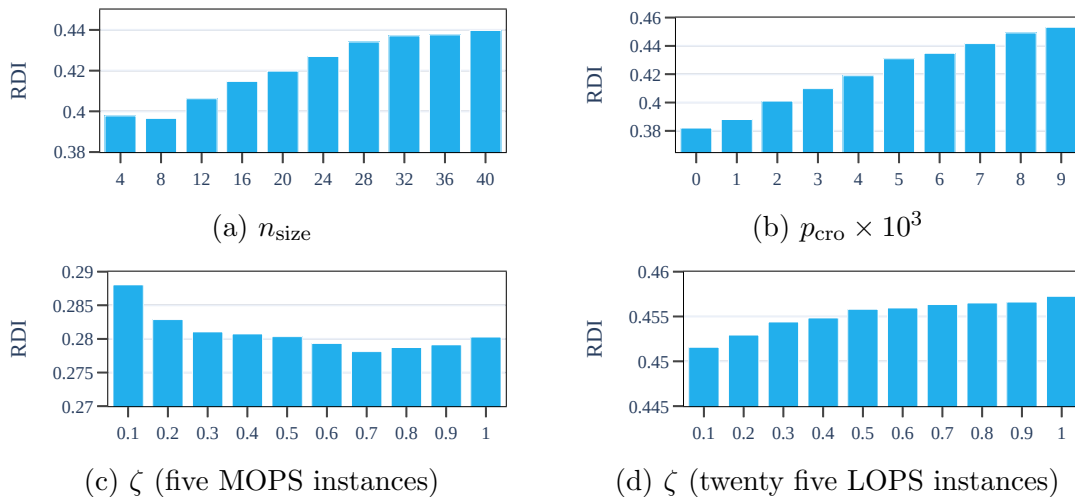 0.44
0.42
0.4
0.38
RDI
4 8 12 16 20 24 28 32 36 40
(a) n_size
0.46
0.44
0.42
0.4
0.38
RDI
0 1 2 3 4 5 6 7 8 9
(b) p_cro × 10³
0.29
0.285
0.28
0.275
0.27
RDI
0.1 0.2 0.3 0.4 0.5 0.6 0.7 0.8 0.9 1
(c) ζ (five MOPS instances)
0.46
0.455
0.45
0.445
RDI
0.1 0.2 0.3 0.4 0.5 0.6 0.7 0.8 0.9 1
(d) ζ (twenty five LOPS instances)